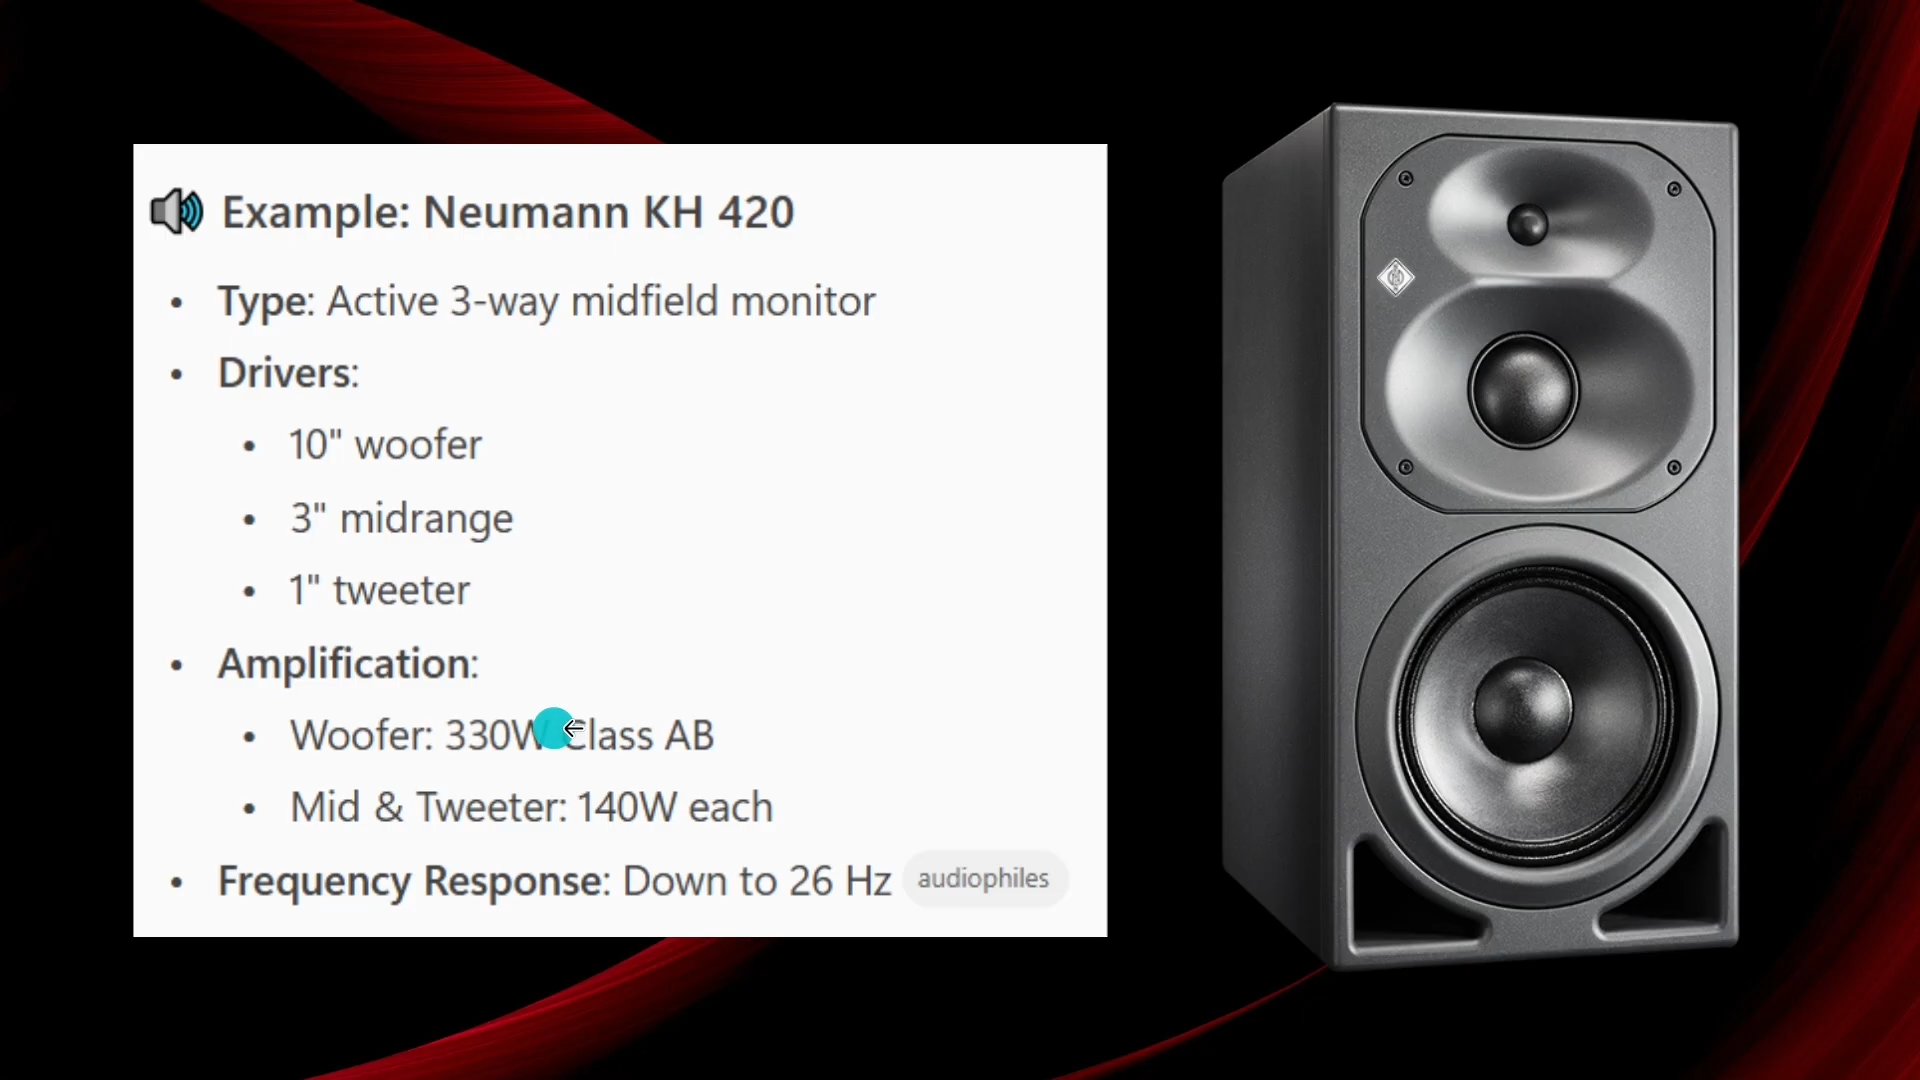 Example: Neumann KH 420
• Type: Active 3-way midfield monitor
• Drivers:
• 10" woofer
• 3" midrange
• 1" tweeter
• Amplification:
• Woofer: 330W Class AB
• Mid & Tweeter: 140W each
• Frequency Response: Down to 26 Hz audiophiles